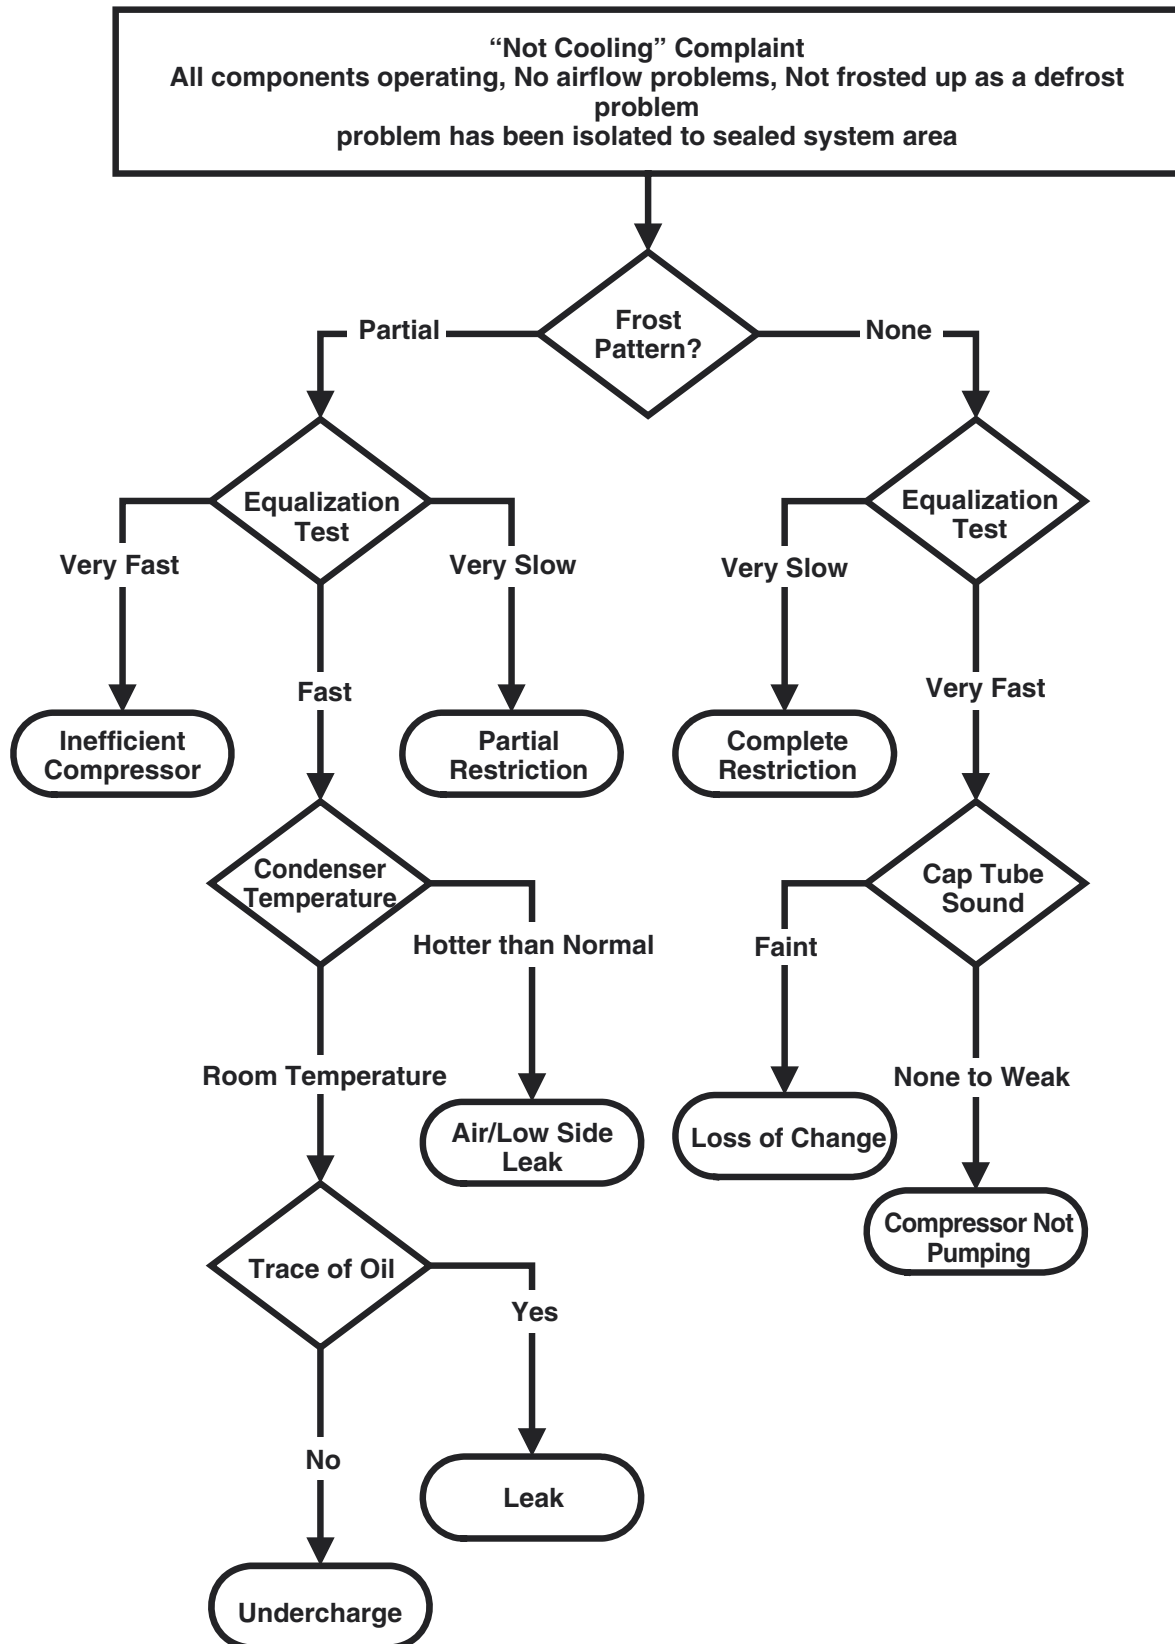 “Not Cooling” Complaint
All components operating, No airflow problems, Not frosted up as a defrost
problem
problem has been isolated to sealed system area
Frost
Pattern?
Partial
None
Equalization
Test
Equalization
Test
Very Fast
Very Slow
Very Slow
Fast
Very Fast
Inefficient
Compressor
Partial
Restriction
Complete
Restriction
Condenser
Temperature
Cap Tube
Sound
Hotter than Normal
Faint
Room Temperature
None to Weak
Air/Low Side
Leak
Loss of Change
Compressor Not
Pumping
Trace of Oil
Yes
No
Leak
Undercharge